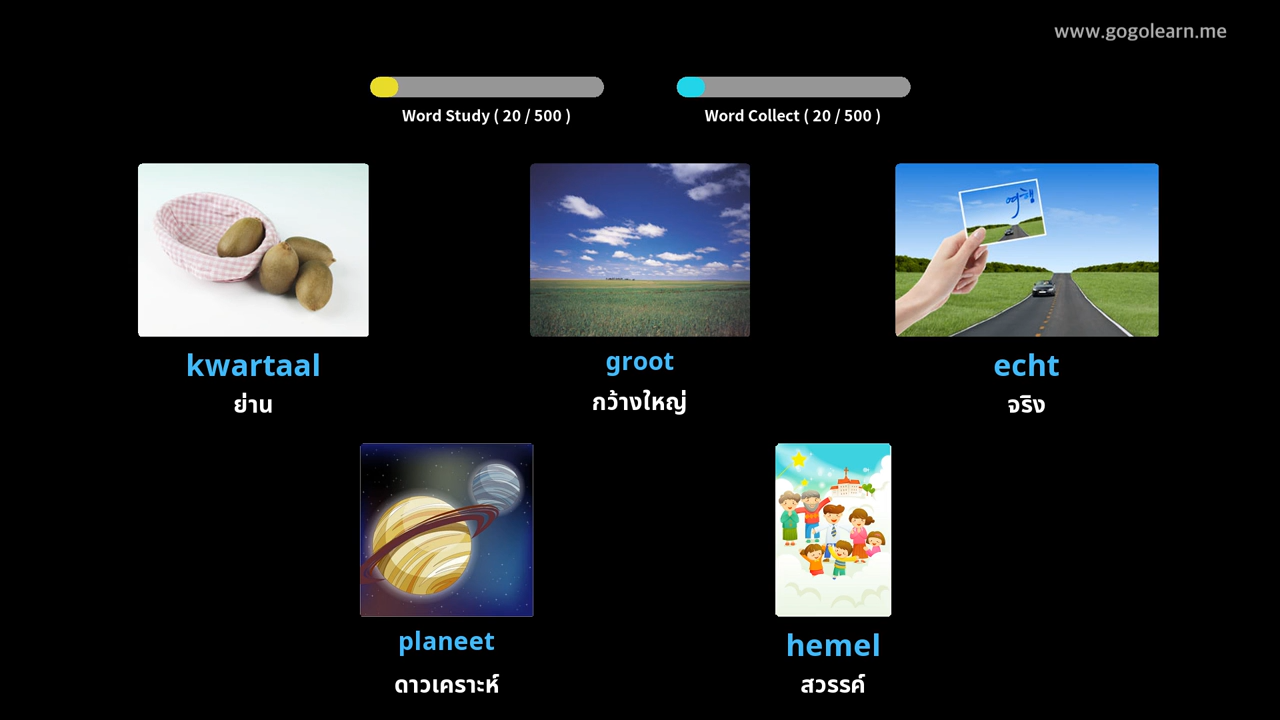 www.gogolearn.me
Word Study ( 20 / 500 )
Word Collect ( 20 / 500 )
여행
kwartaal
ย่าน
groot
กว้างใหญ่
echt
จริง
planeet
ดาวเคราะห์
hemel
สวรรค์